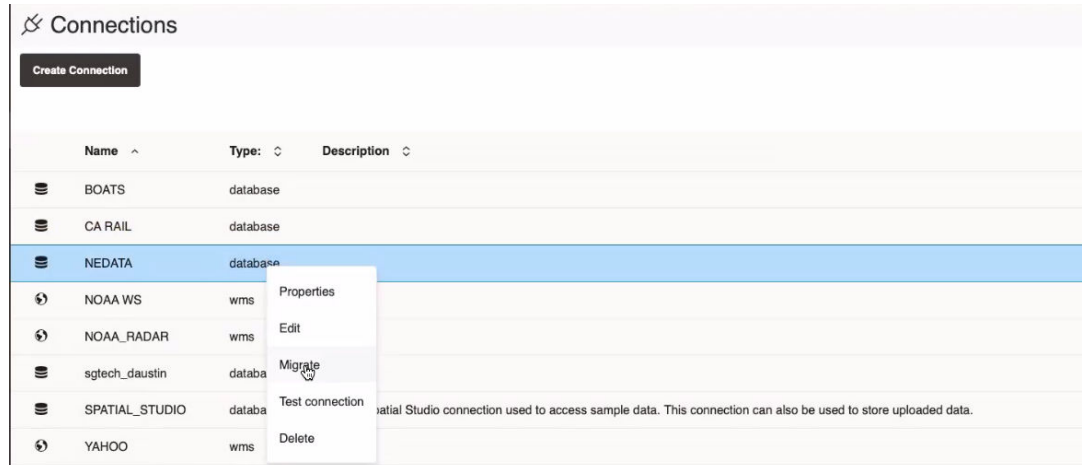 Connections
Create Connection
Name Type: Description
BOATS database
CA RAIL database
NEDATA database
Properties
NOAA WS wms
Edit
NOAA_RADAR wms
Migrate
sgtech_daustin databa
Test connection
SPATIAL_STUDIO databa patial Studio connection used to access sample data. This connection can also be used to store uploaded data.
Delete
YAHOO wms